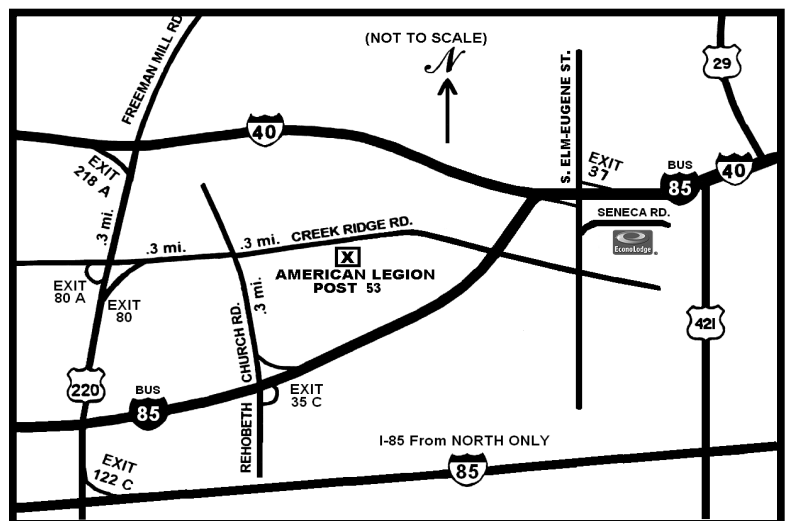 FREEMAN MILL RD.
(NOT TO SCALE)
N
S. ELM-EUGENE ST.
29
40
EXIT
218 A
EXIT
37
BUS
85
40
.3 mi.
SENECA RD.
EconoLodge
.3 mi.
.3 mi.
CREEK RIDGE RD.
X
AMERICAN LEGION
POST 53
EXIT
80 A
EXIT
80
.3 mi.
421
REHOBETH CHURCH RD.
220
BUS
85
EXIT
35 C
I-85 From NORTH ONLY
85
EXIT
122 C